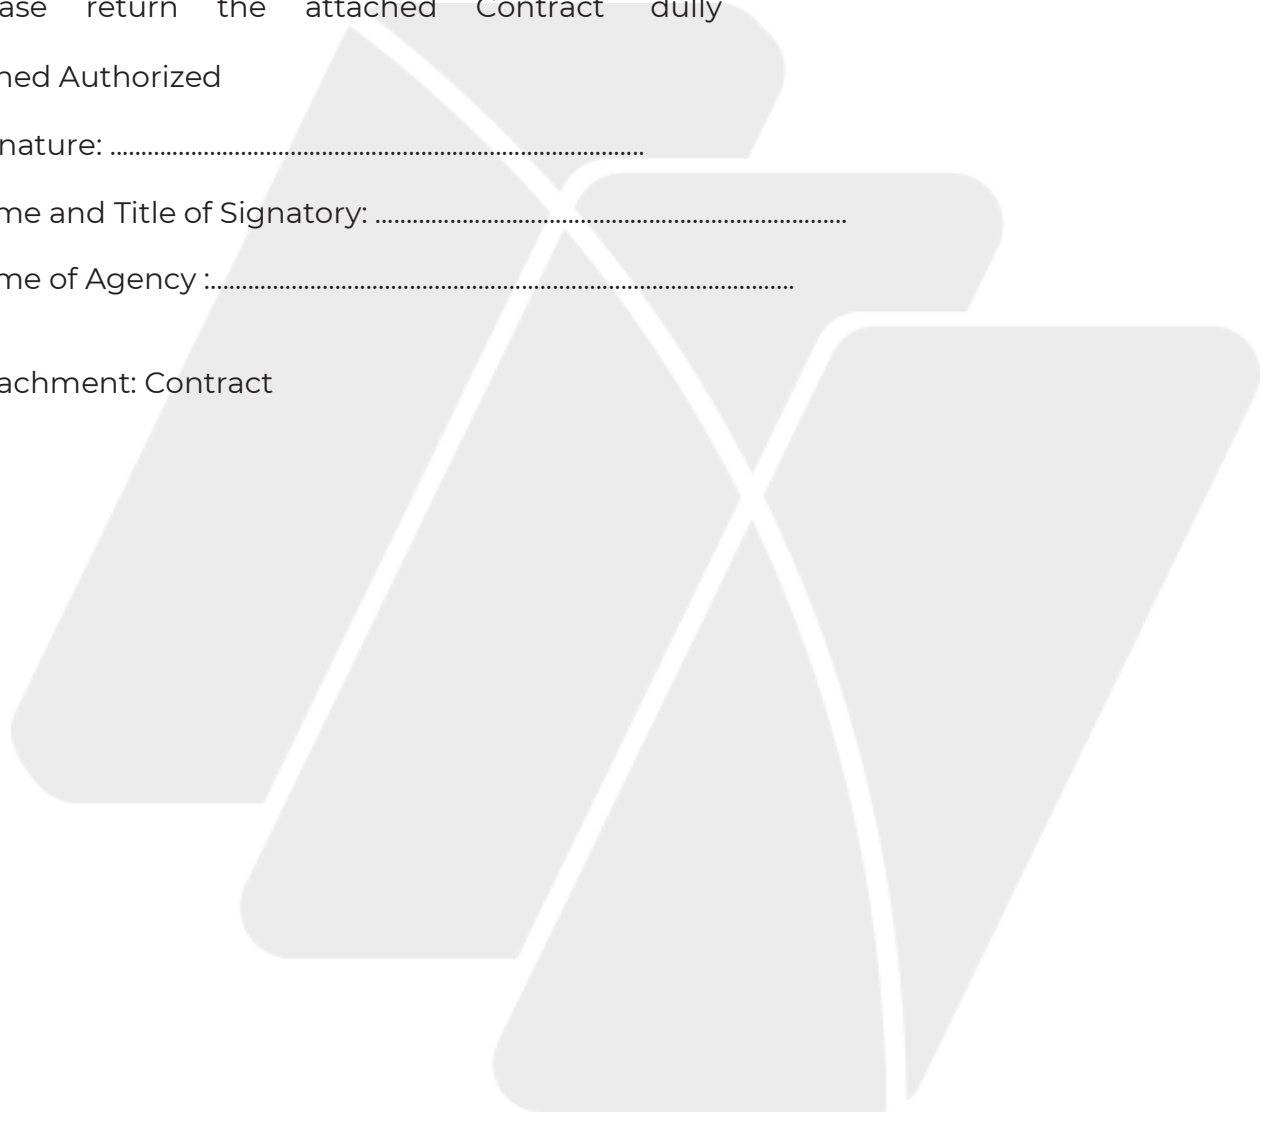 ase return the attached Contract dully
ned Authorized
nature: ......................................................................................
me and Title of Signatory: ............................................................................
me of Agency :..............................................................................................
achment: Contract